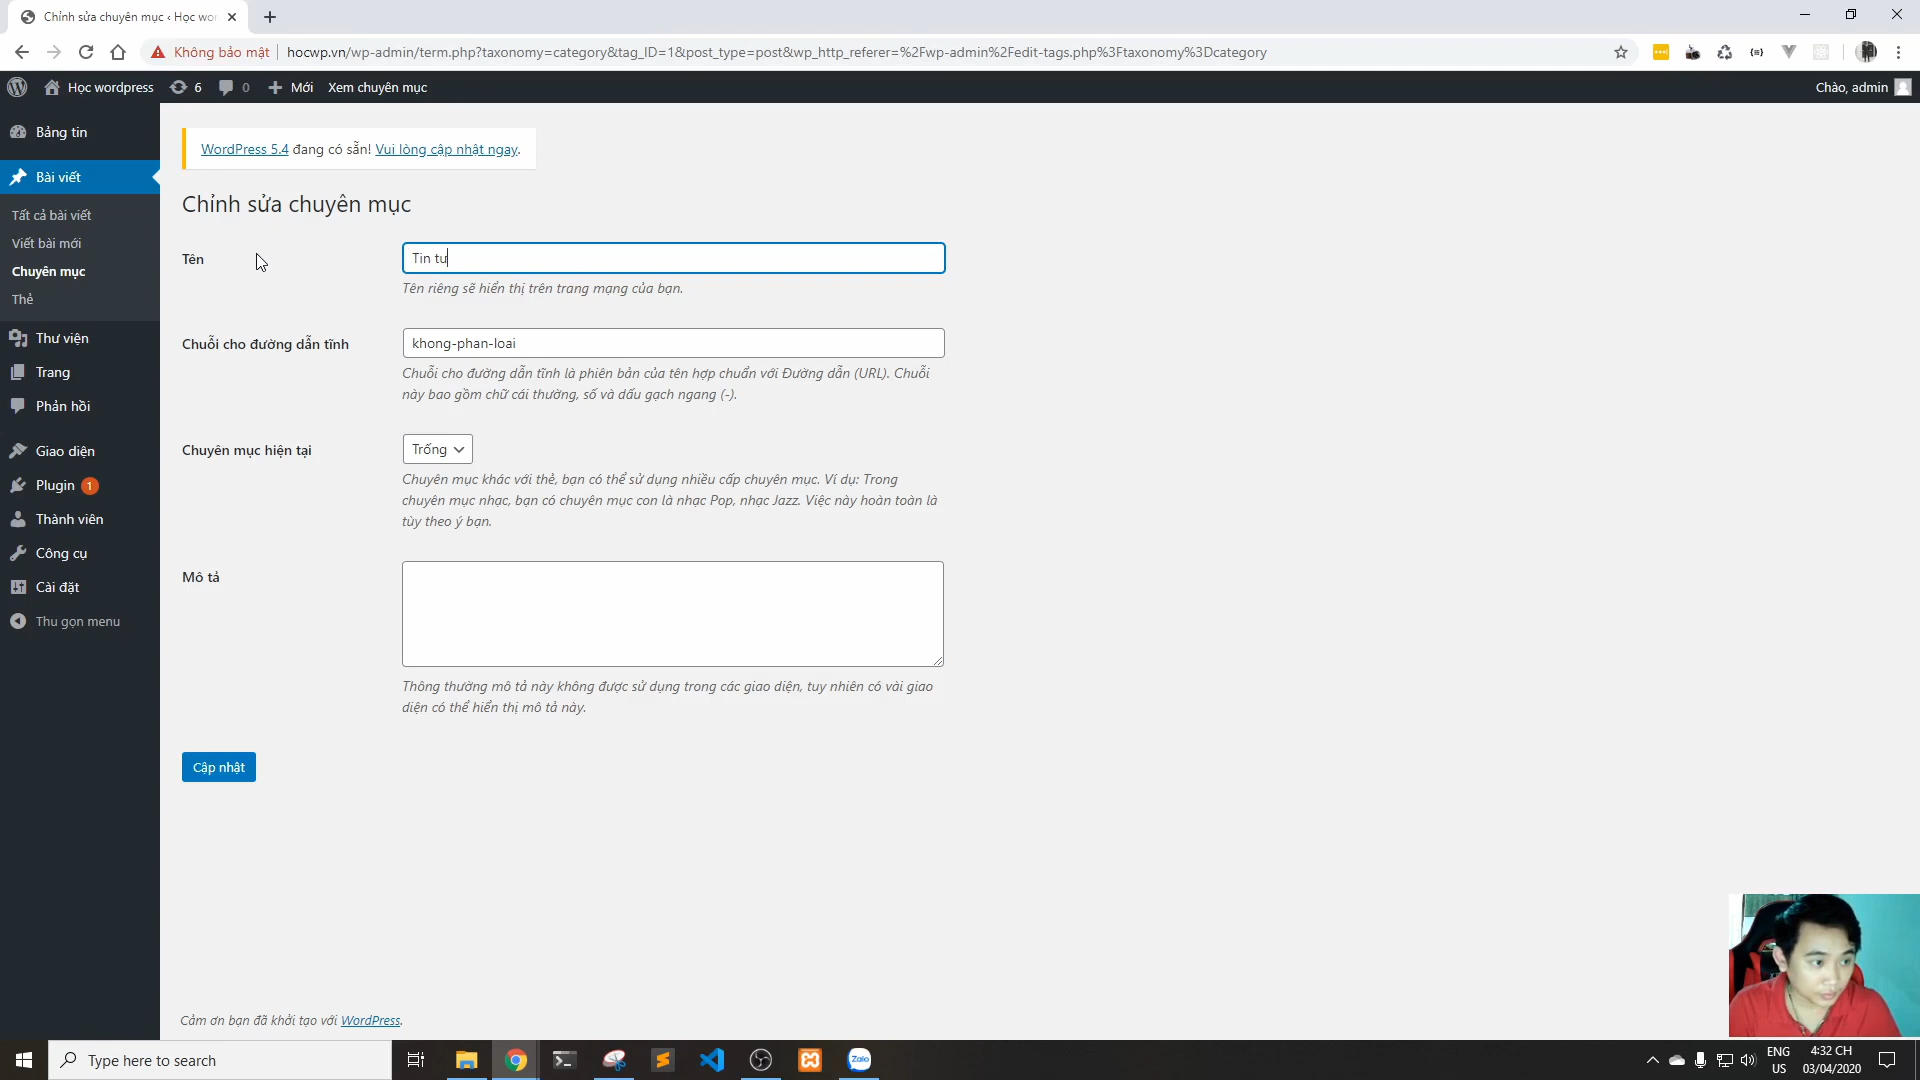 Chỉnh sửa chuyên mục ‹ Học wor
Không bảo mật
hocwp.vn/wp-admin/term.php?taxonomy=category&tag_ID=1&post_type=post&wp_http_referer=%2Fwp-admin%2Fedit-tags.php%3Ftaxonomy%3Dcategory
Học wordpress 6 0 Mới Xem chuyên mục Chào, admin
Bảng tin
Bài viết
Tất cả bài viết
Viết bài mới
Chuyên mục
Thẻ
Thư viện
Trang
Phản hồi
Giao diện
Plugin 1
Thành viên
Công cụ
Cài đặt
Thu gọn menu
WordPress 5.4 đang có sẵn! Vui lòng cập nhật ngay.
Chỉnh sửa chuyên mục
Tên
Tin tu
Tên riêng sẽ hiển thị trên trang mạng của bạn.
Chuỗi cho đường dẫn tĩnh
khong-phan-loai
Chuỗi cho đường dẫn tĩnh là phiên bản của tên hợp chuẩn với Đường dẫn (URL). Chuỗi
này bao gồm chữ cái thường, số và dấu gạch ngang (-).
Chuyên mục hiện tại
Trống
Chuyên mục khác với thẻ, bạn có thể sử dụng nhiều cấp chuyên mục. Ví dụ: Trong
chuyên mục nhạc, bạn có chuyên mục con là nhạc Pop, nhạc Jazz. Việc này hoàn toàn là
tùy theo ý bạn.
Mô tả
Thông thường mô tả này không được sử dụng trong các giao diện, tuy nhiên có vài giao
diện có thể hiển thị mô tả này.
Cập nhật
Cảm ơn bạn đã khởi tạo với WordPress.
Type here to search
Zalo
ENG
US
4:32 CH
03/04/2020